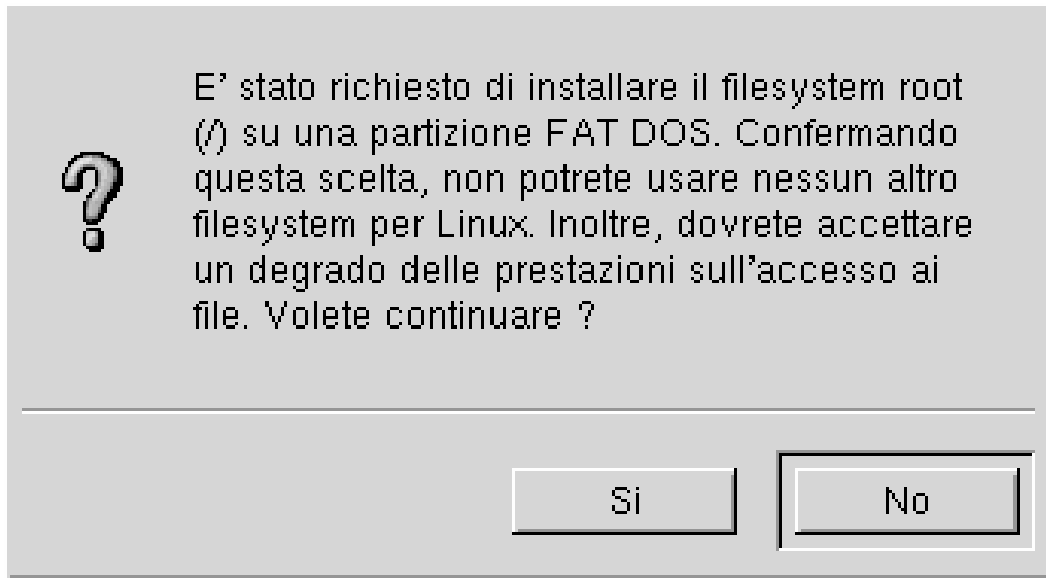 E' stato richiesto di installare il filesystem root
(/) su una partizione FAT DOS. Confermando
questa scelta, non potrete usare nessun altro
filesystem per Linux. Inoltre, dovrete accettare
un degrado delle prestazioni sull'accesso ai
file. Volete continuare ?
Si
No